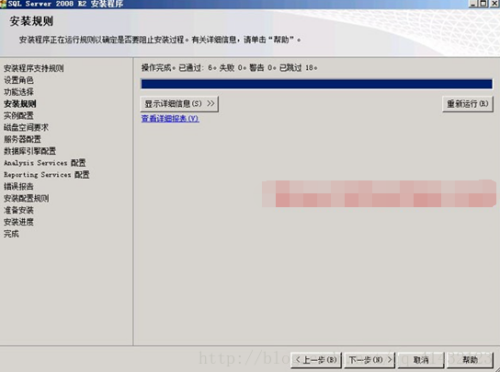 SQL Server 2008 R2 安装程序
安装规则
安装程序正在运行规则以确定是否要阻止安装过程。有关详细信息，请单击“帮助”。
安装程序支持规则
设置角色
功能选择
安装规则
实例配置
磁盘空间要求
服务器配置
数据库引擎配置
Analysis Services 配置
Reporting Services 配置
错误报告
安装配置规则
准备安装
安装进度
完成
操作完成。已通过: 6。失败 0。警告 0。已跳过 18。
显示详细信息(S) >>
重新运行(R)
查看详细报表(V)
http://blog
< 上一步(B)
下一步(N) >
取消
帮助